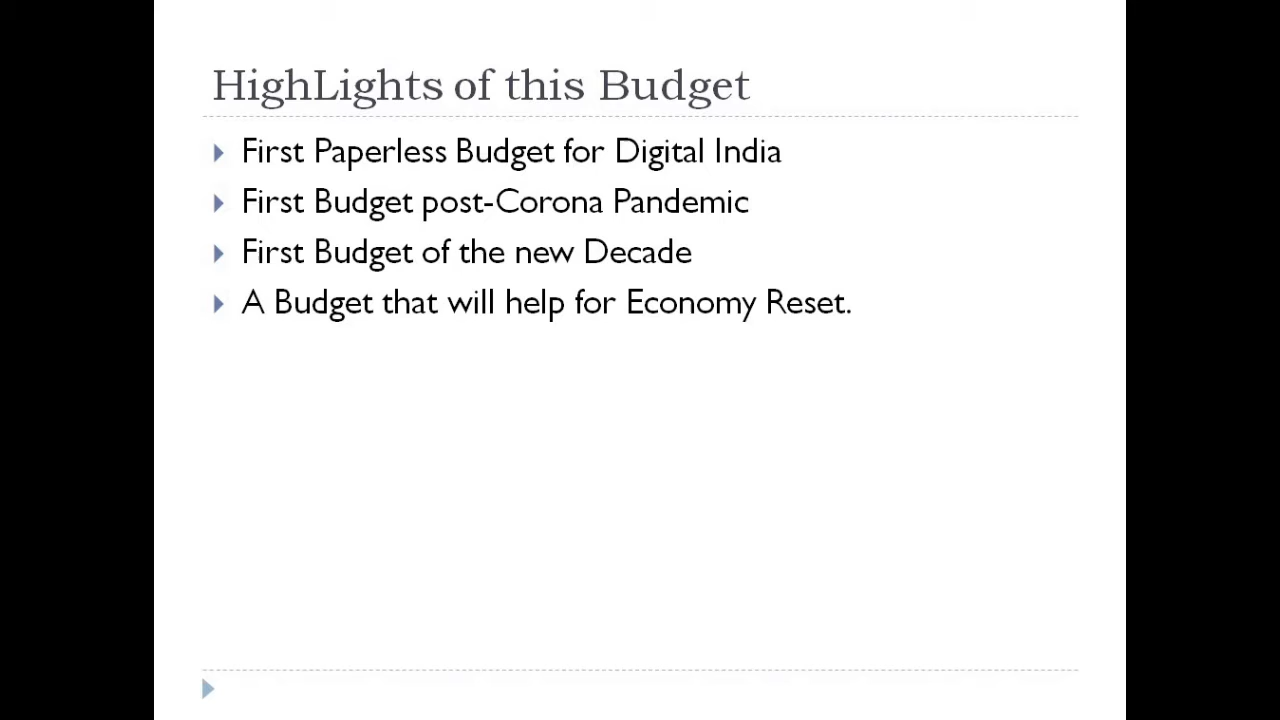 HighLights of this Budget
First Paperless Budget for Digital India
First Budget post-Corona Pandemic
First Budget of the new Decade
A Budget that will help for Economy Reset.